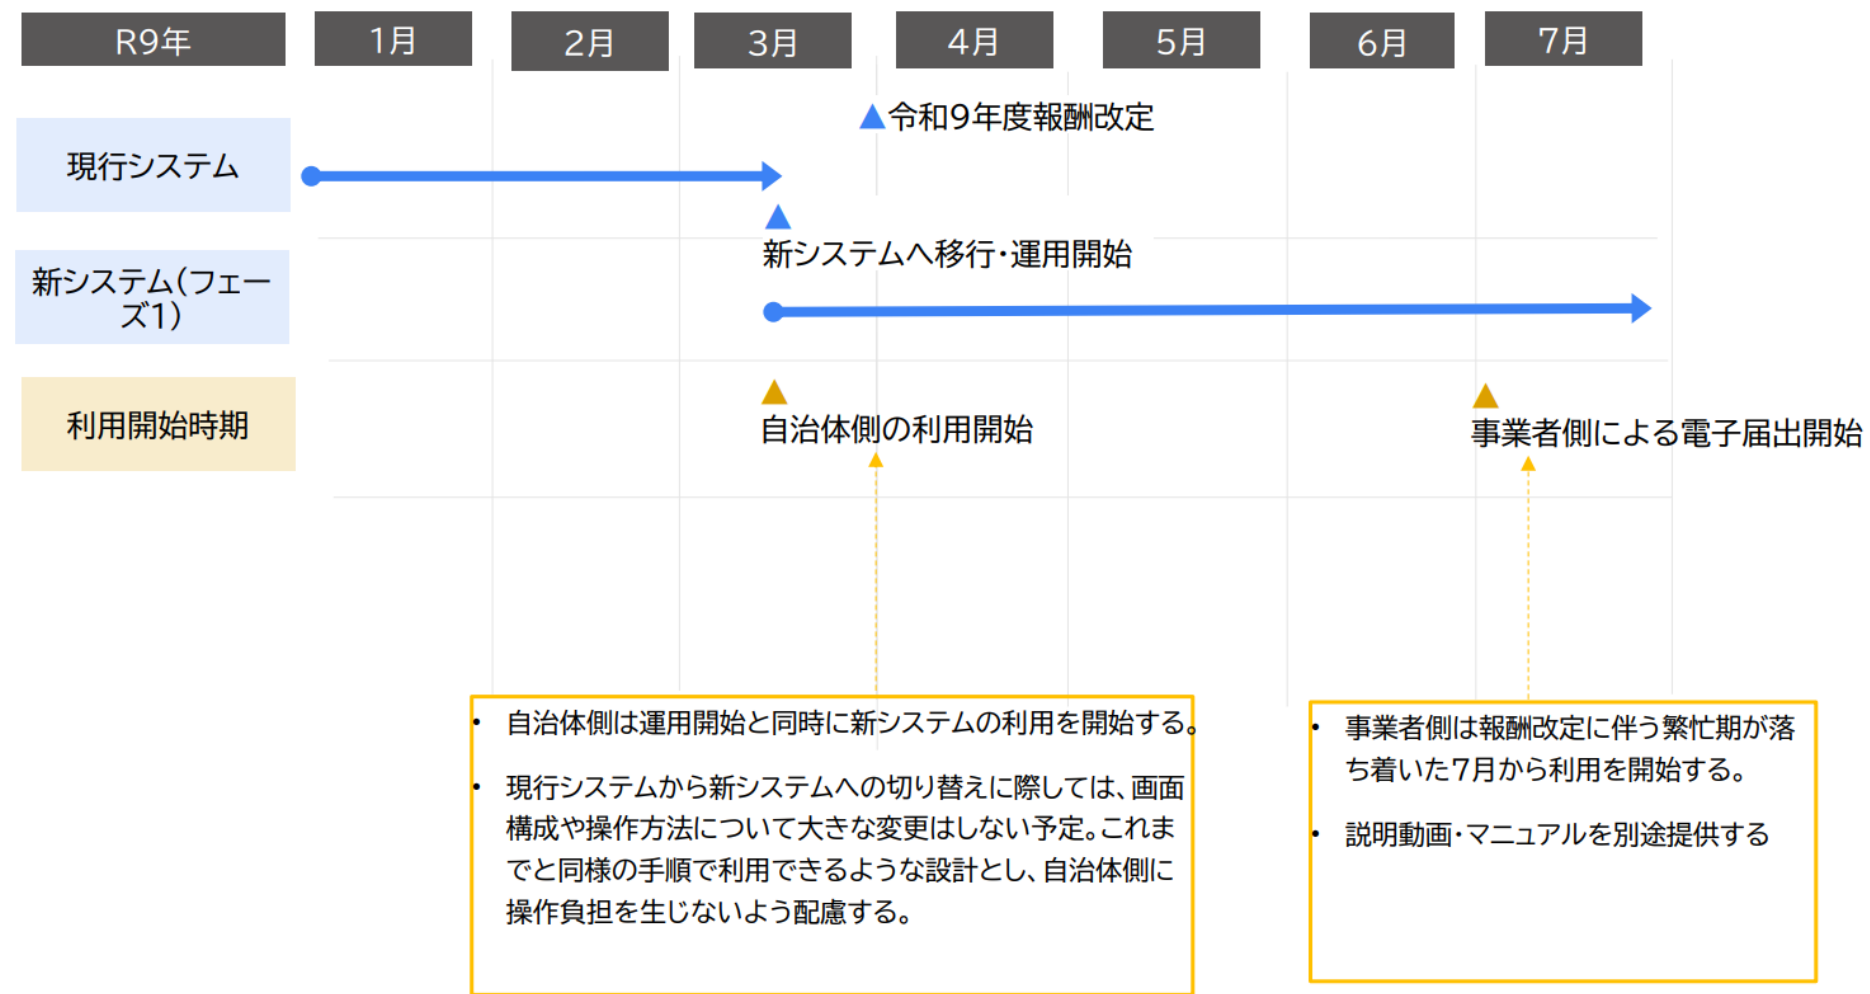 R9年
1月
2月
3月
4月
5月
6月
7月
▲令和9年度報酬改定
現行システム
新システムへ移行・運用開始
新システム(フェー
ズ1)
利用開始時期
自治体側の利用開始
事業者側による電子届出開始
• 自治体側は運用開始と同時に新システムの利用を開始する。
• 現行システムから新システムへの切り替えに際しては、画面
構成や操作方法について大きな変更はしない予定。これま
でと同様の手順で利用できるような設計とし、自治体側に
操作負担を生じないよう配慮する。
• 事業者側は報酬改定に伴う繁忙期が落
ち着いた7月から利用を開始する。
• 説明動画・マニュアルを別途提供する